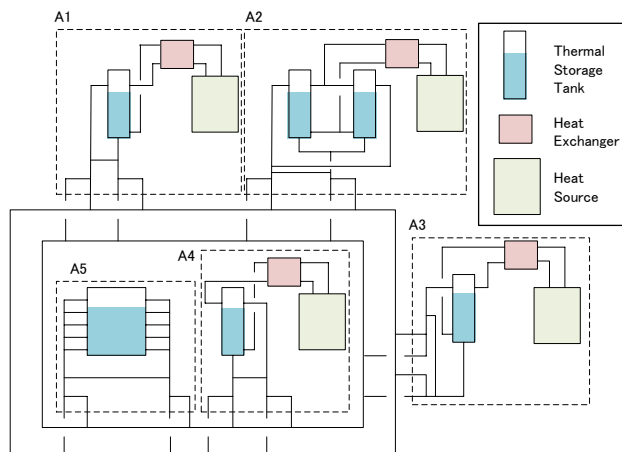 A1
A2
Thermal
Storage
Tank
Heat
Exchanger
Heat
Source
A3
A4
A5